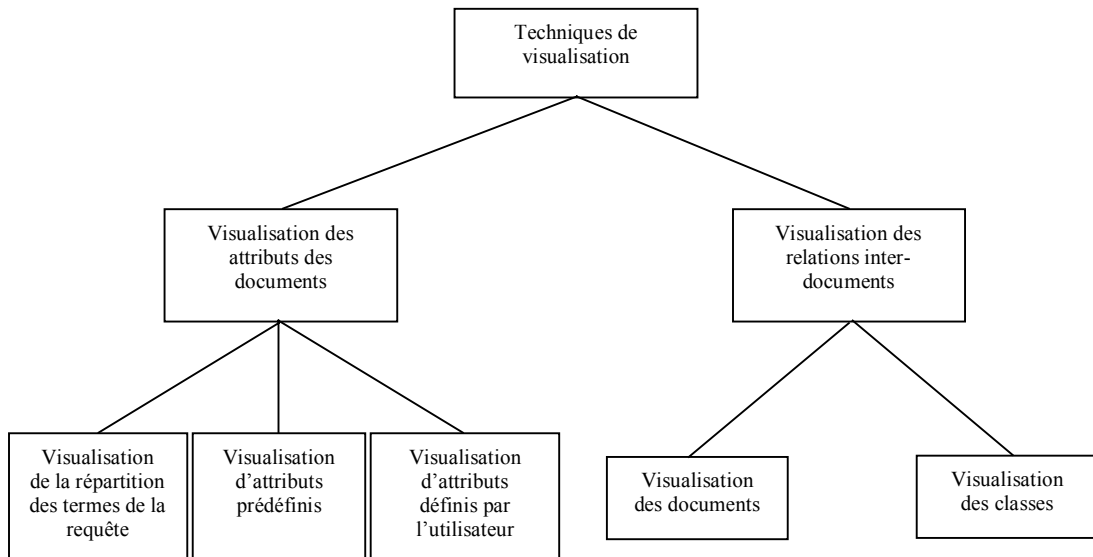 Techniques de
visualisation
Visualisation des
attributs des
documents
Visualisation des
relations inter-
documents
Visualisation
de la répartition
des termes de la
requête
Visualisation
d'attributs
prédéfinis
Visualisation
d'attributs
définis par
l'utilisateur
Visualisation
des documents
Visualisation
des classes